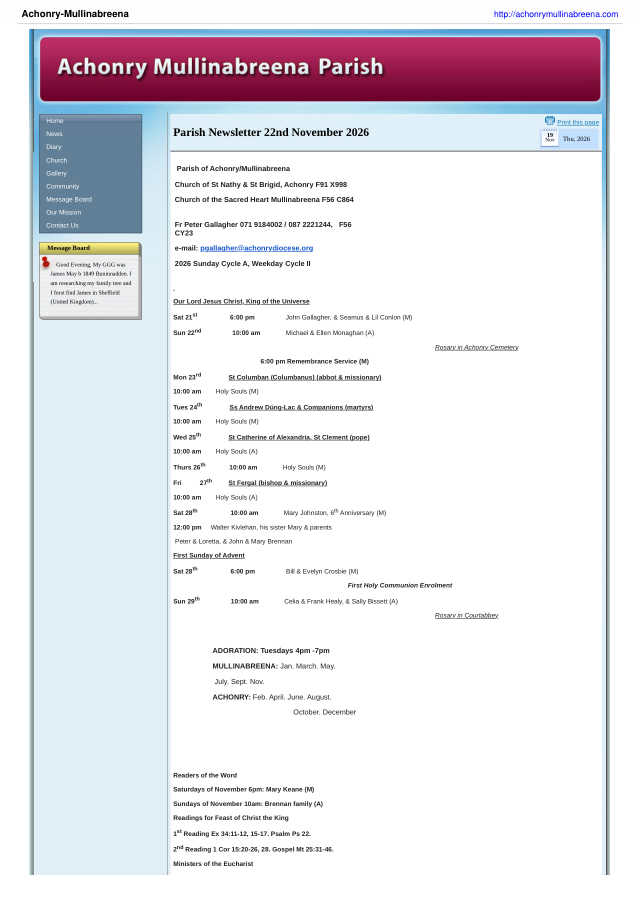 Achonry-Mullinabreena http://achonrymullinabreena.com
Achonry Mullinabreena Parish
Home
News
Diary
Church
Gallery
Community
Message Board
Our Mission
Contact Us
Message Board
Good Evening, My GGG was
James May b 1849 Buninnadden. I
am researching my family tree and
I forst find James in Sheffield
(United Kingdom)...
Print this page
19 Nov Thu, 2026
Parish Newsletter 22nd November 2026
Parish of Achonry/Mullinabreena
Church of St Nathy & St Brigid, Achonry F91 X998
Church of the Sacred Heart Mullinabreena F56 C864
Fr Peter Gallagher 071 9184002 / 087 2221244, F56
CY23
e-mail: pgallagher@achonrydiocese.org
2026 Sunday Cycle A, Weekday Cycle II
.
Our Lord Jesus Christ, King of the Universe
Sat 21st 6:00 pm John Gallagher, & Seamus & Lil Conlon (M)
Sun 22nd 10:00 am Michael & Ellen Monaghan (A)
Rosary in Achonry Cemetery
6:00 pm Remembrance Service (M)
Mon 23rd St Columban (Columbanus) (abbot & missionary)
10:00 am Holy Souls (M)
Tues 24th Ss Andrew Dũng-Lac & Companions (martyrs)
10:00 am Holy Souls (M)
Wed 25th St Catherine of Alexandria, St Clement (pope)
10:00 am Holy Souls (A)
Thurs 26th 10:00 am Holy Souls (M)
Fri 27th St Fergal (bishop & missionary)
10:00 am Holy Souls (A)
Sat 28th 10:00 am Mary Johnston, 6th Anniversary (M)
12:00 pm Walter Kivlehan, his sister Mary & parents
Peter & Loretta, & John & Mary Brennan
First Sunday of Advent
Sat 28th 6:00 pm Bill & Evelyn Crosbie (M)
First Holy Communion Enrolment
Sun 29th 10:00 am Celia & Frank Healy, & Sally Bissett (A)
Rosary in Courtabbey
ADORATION: Tuesdays 4pm -7pm
MULLINABREENA: Jan. March. May.
July. Sept. Nov.
ACHONRY: Feb. April. June. August.
October. December
Readers of the Word
Saturdays of November 6pm: Mary Keane (M)
Sundays of November 10am: Brennan family (A)
Readings for Feast of Christ the King
1st Reading Ex 34:11-12, 15-17. Psalm Ps 22.
2nd Reading 1 Cor 15:20-26, 28. Gospel Mt 25:31-46.
Ministers of the Eucharist